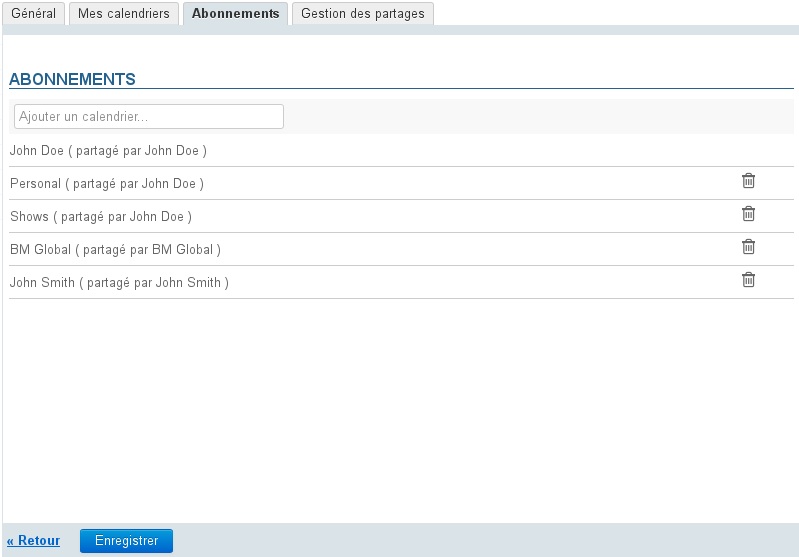 Général Mes calendriers Abonnements Gestion des partages
ABONNEMENTS
Ajouter un calendrier...
John Doe ( partagé par John Doe )
Personal ( partagé par John Doe )
Shows ( partagé par John Doe )
BM Global ( partagé par BM Global )
John Smith ( partagé par John Smith )
« Retour Enregistrer